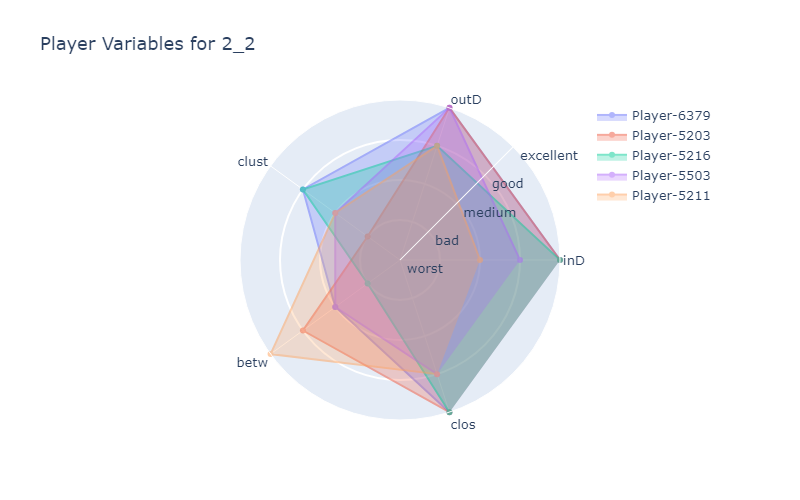 Player Variables for 2_2
outD
Player-6379
Player-5203
Player-5216
Player-5503
Player-5211
clust
excellent
good
medium
bad
worst
inD
betw
clos